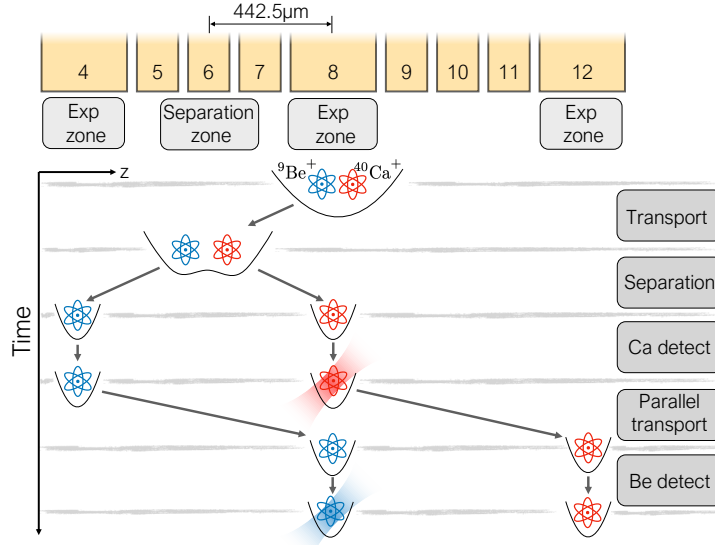 442.5μm
4 5 6 7 8 9 10 11 12
Exp
zone
Separation
zone
Exp
zone
Exp
zone
z
⁹Be⁺ ⁴⁰Ca⁺
Time
Transport
Separation
Ca detect
Parallel
transport
Be detect